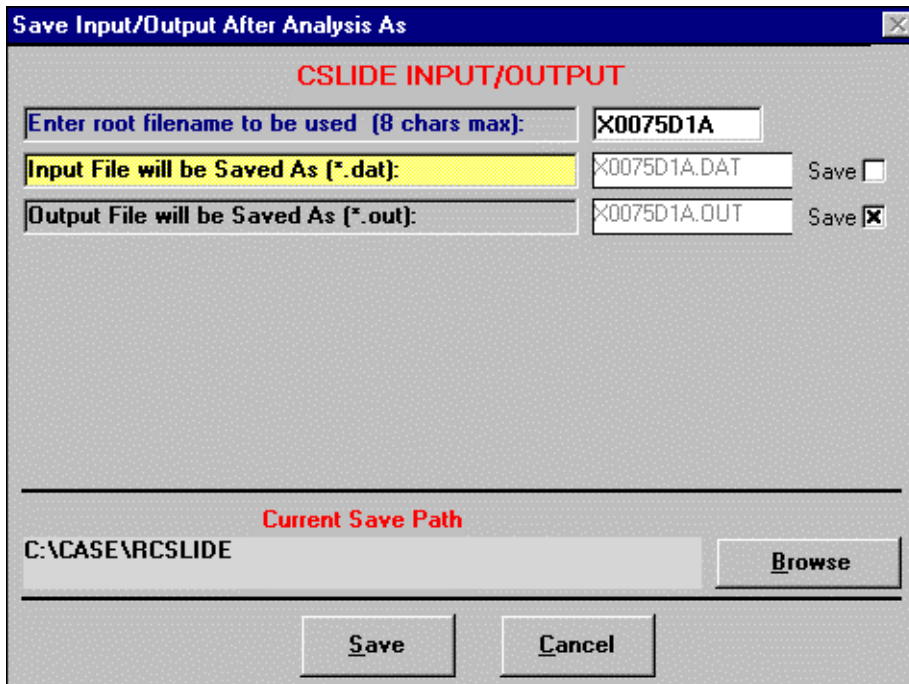 Save Input/Output After Analysis As
CSLIDE INPUT/OUTPUT
Enter root filename to be used (8 chars max): X0075D1A
Input File will be Saved As (*.dat): X0075D1A.DAT Save
Output File will be Saved As (*.out): X0075D1A.OUT Save
Current Save Path
C:\CASE\RCSLIDE
Browse
Save Cancel